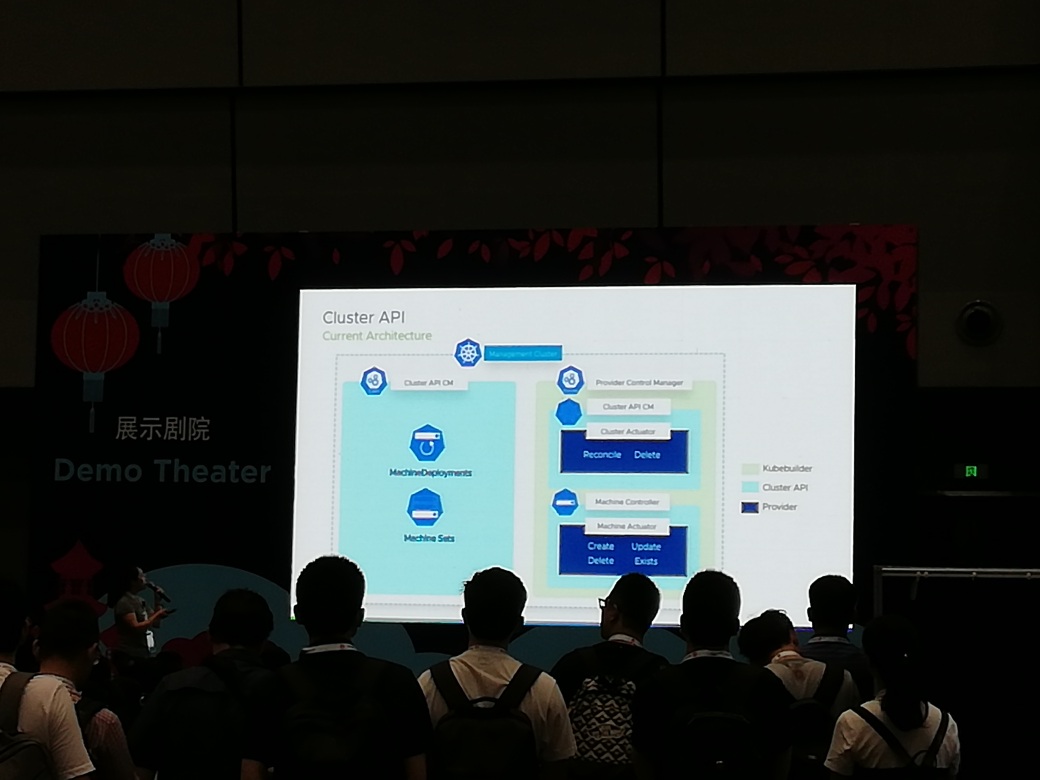 Cluster API
Current Architecture
Management Cluster
Cluster API CM
MachineDeployments
Machine Sets
Provider Control Manager
Cluster API CM
Cluster Actuator
Reconcile Delete
Machine Controller
Machine Actuator
Create Update
Delete Exists
Kubebuilder
Cluster API
Provider
展示剧院
Demo Theater